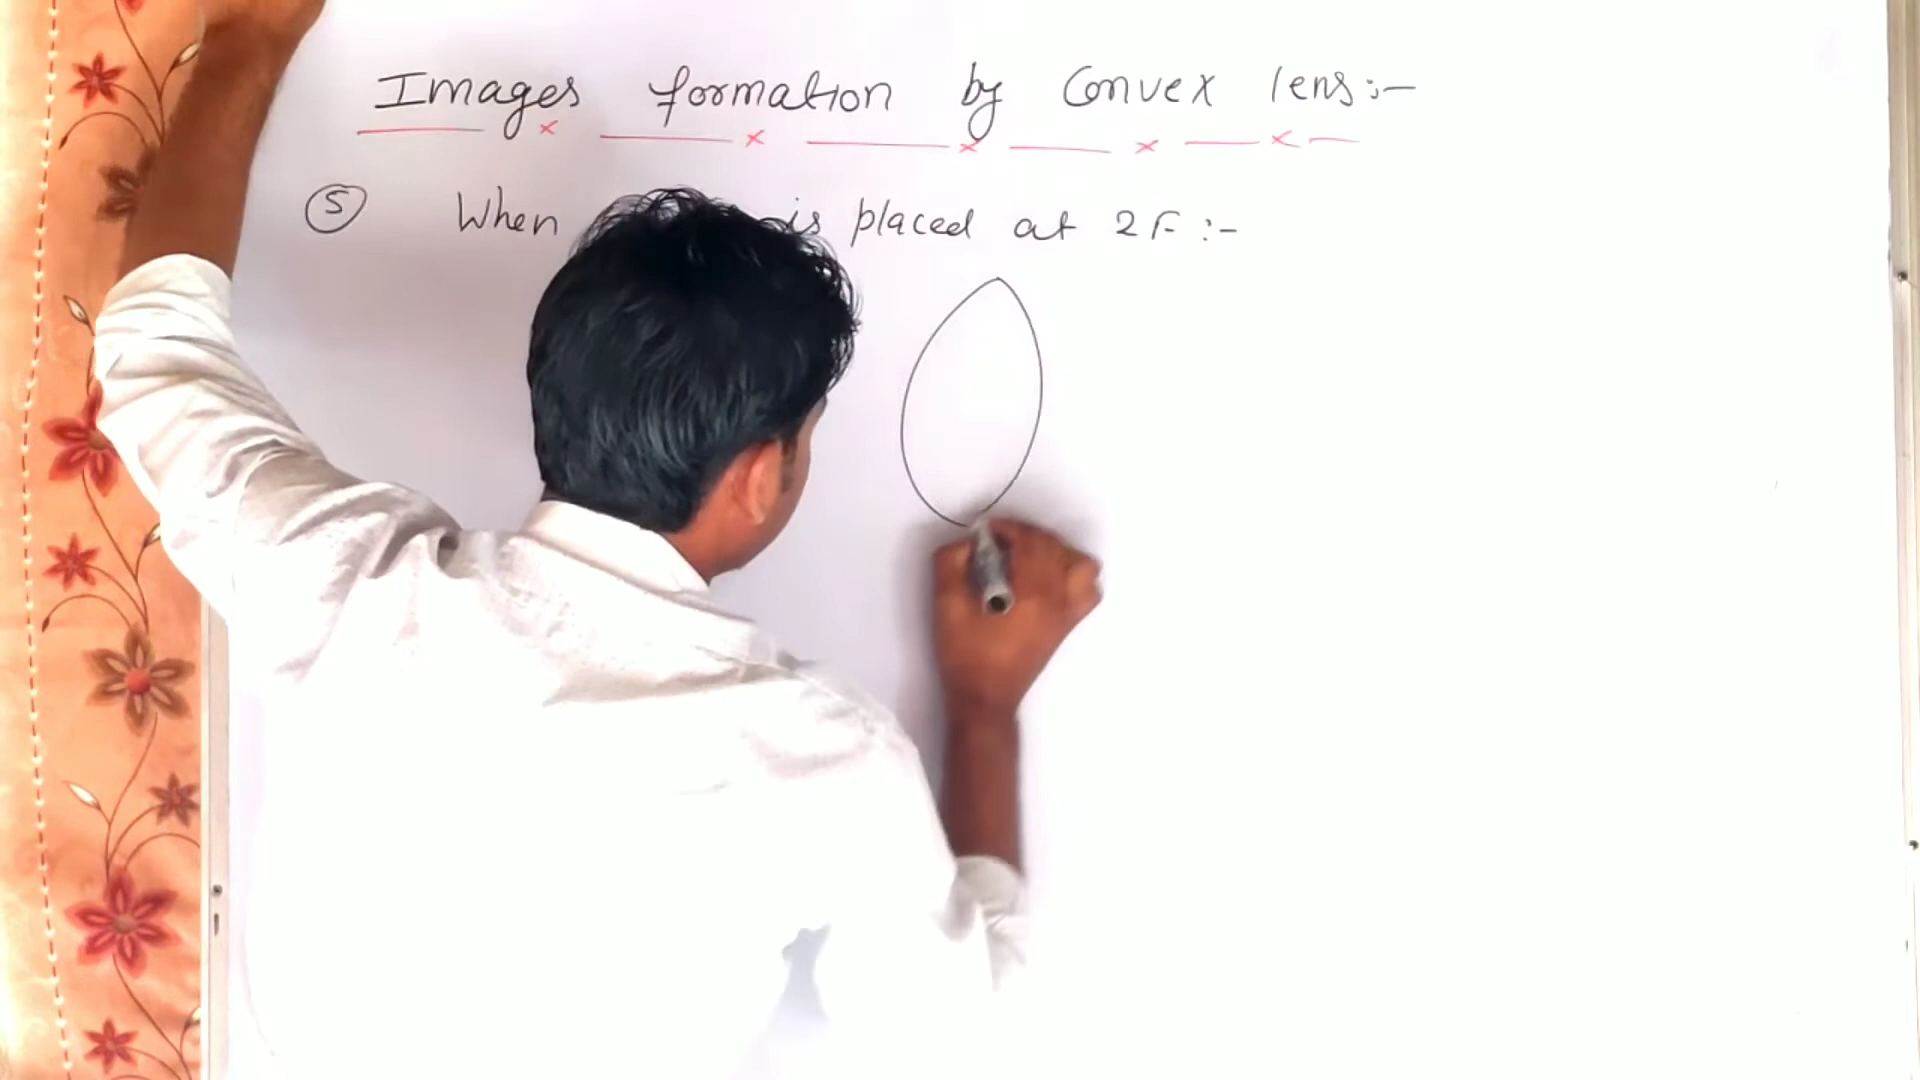 Images formation by Convex lens:-
5 When is placed at 2F:-